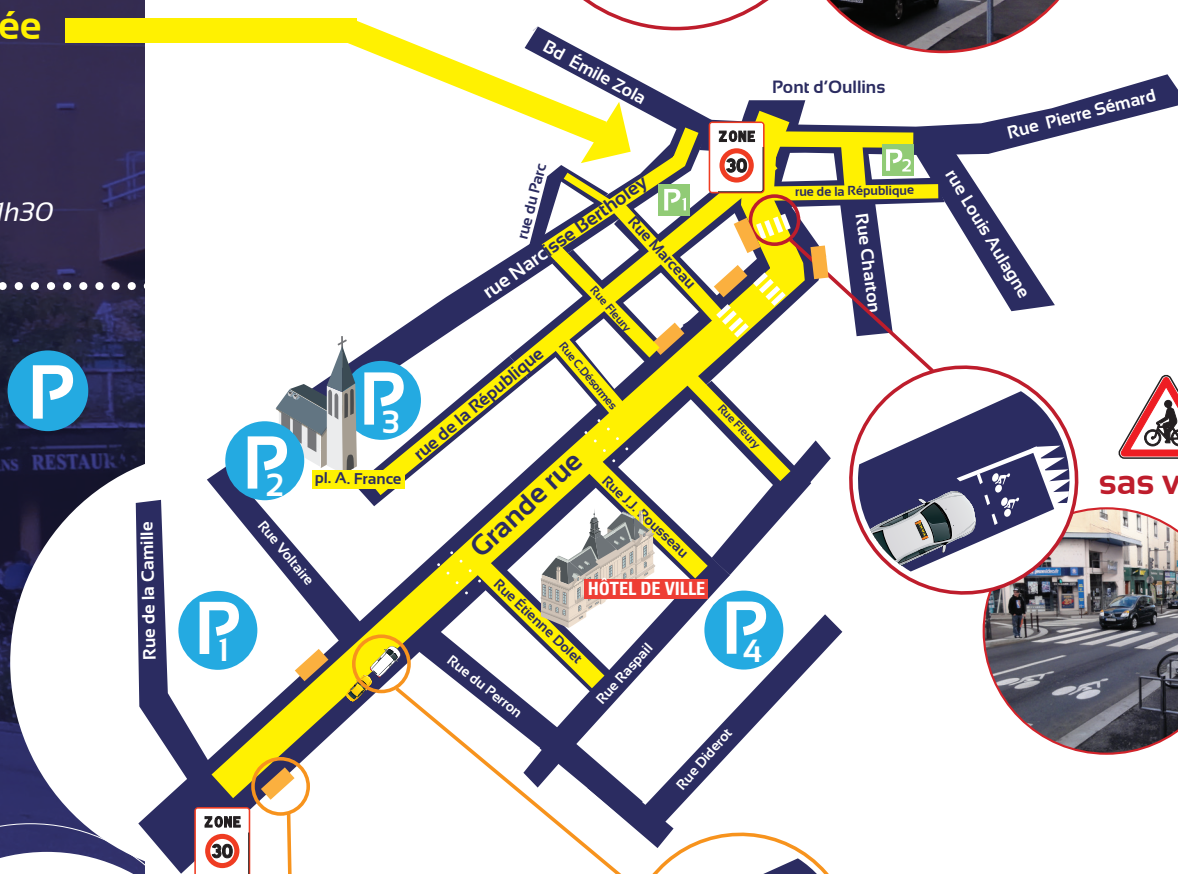 ée
1h30
P
NS RESTAUR
Bd Émile Zola
Pont d'Oullins
Rue Pierre Sémard
ZONE
30
P2
rue de la République
rue Louis Aulagne
Rue Charton
rue du Parc
P1
rue Narcisse Bertholey
Rue Marceau
Rue Fleury
Rue C.Désormes
rue de la République
P3
P2
pl. A. France
Rue Fleury
Grande rue
Rue J.J. Rousseau
HÔTEL DE VILLE
Rue Voltaire
Rue de la Camille
P1
Rue Étienne Dolet
P4
Rue Raspail
Rue du Perron
Rue Diderot
ZONE
30
sas v